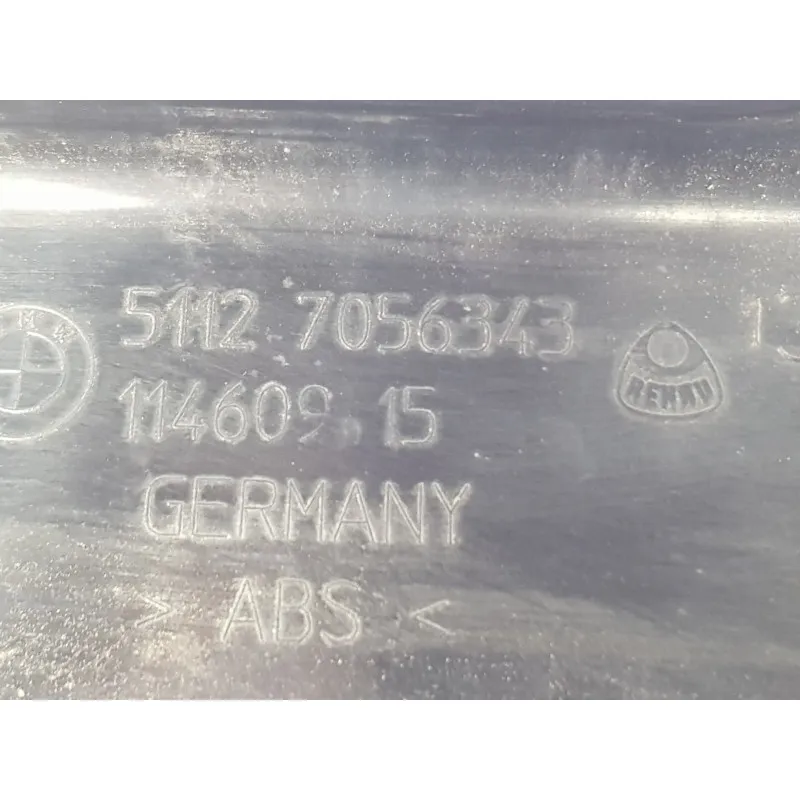 5112 7056343
114609.15
GERMANY
> ABS <
REHAU